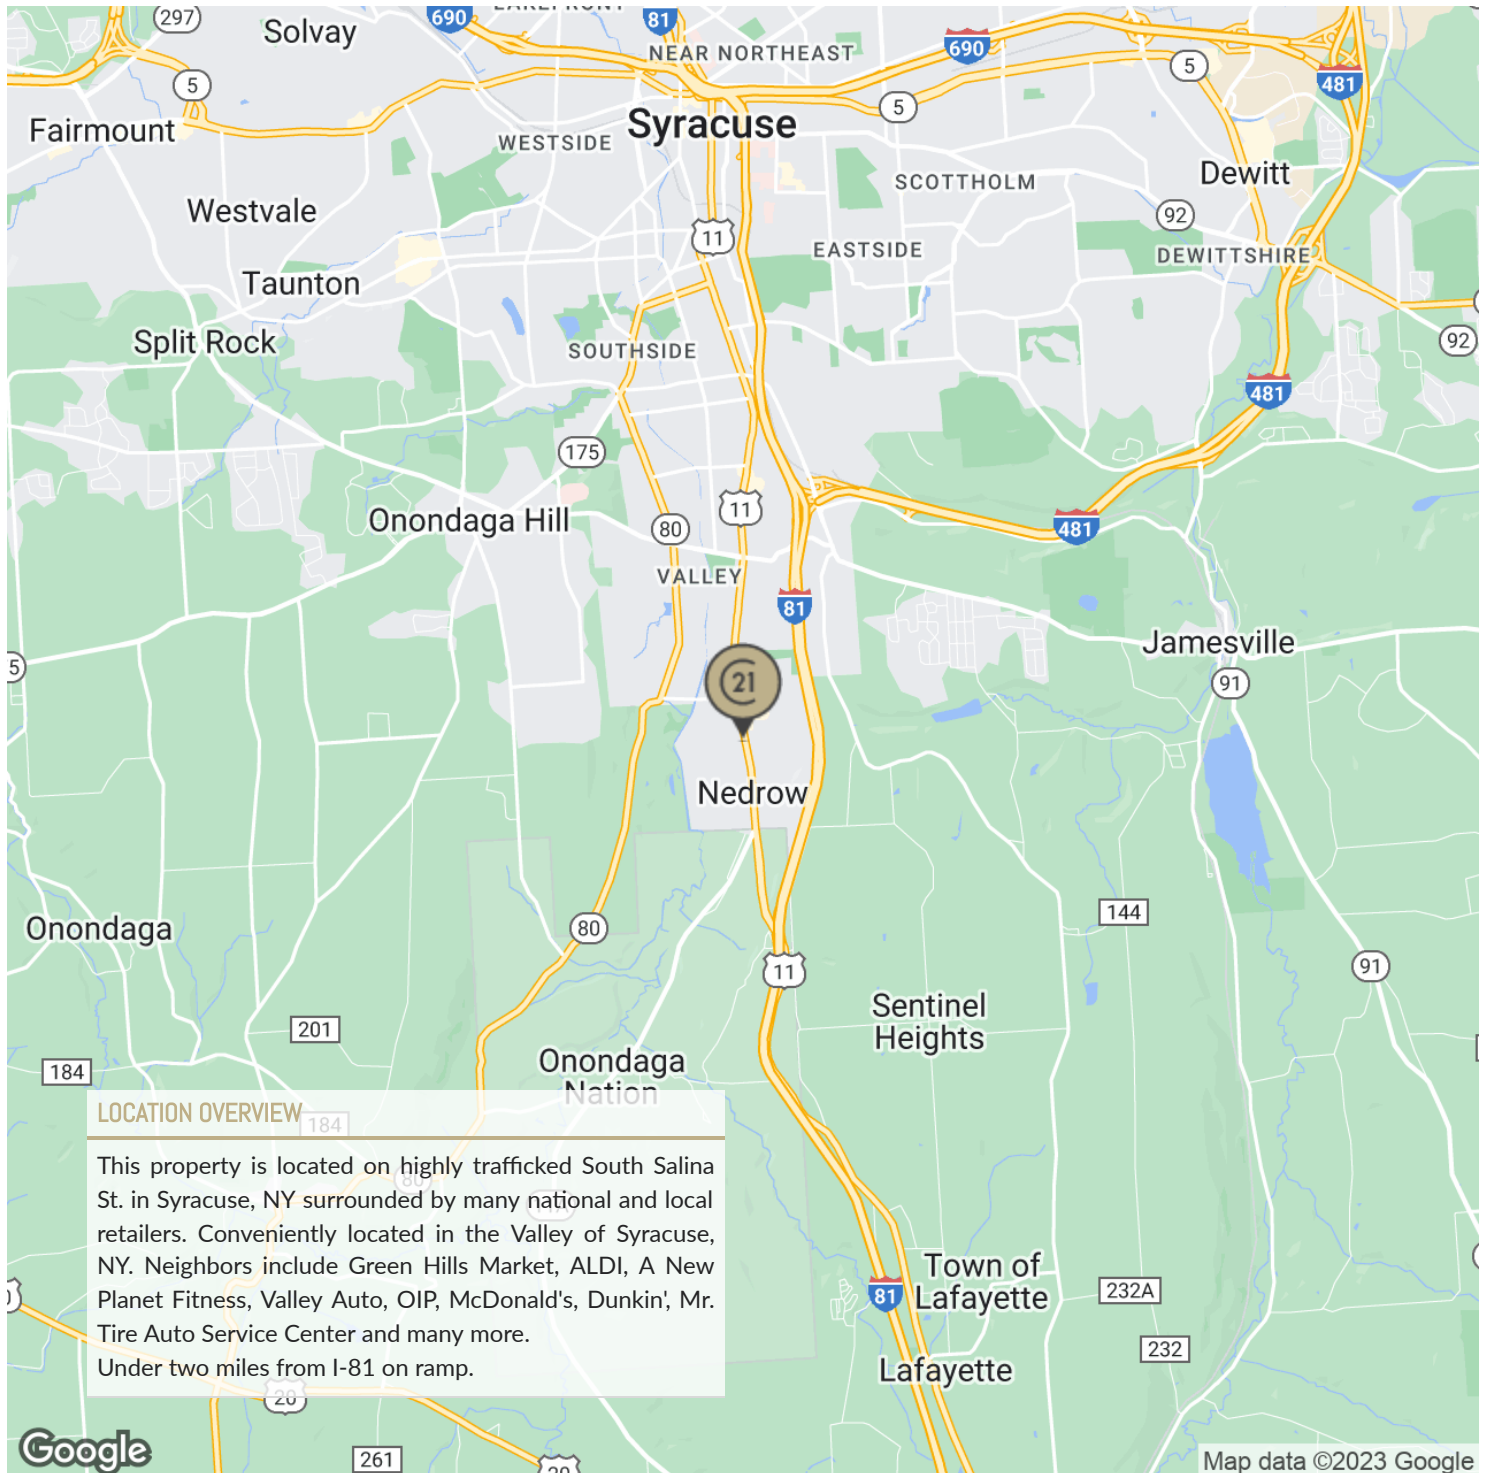 297
Solvay
690
81
NEAR NORTHEAST
690
5
481
5
5
Fairmount
Syracuse
WESTSIDE
Dewitt
SCOTTHOLM
Westvale
92
11
EASTSIDE
DEWITTSHIRE
Taunton
Split Rock
92
SOUTHSIDE
481
175
11
Onondaga Hill
80
481
VALLEY
81
Jamesville
5
21
91
Nedrow
144
Onondaga
80
91
11
Sentinel
Heights
201
Onondaga
Nation
184
LOCATION OVERVIEW
184
This property is located on highly trafficked South Salina
St. in Syracuse, NY surrounded by many national and local
retailers. Conveniently located in the Valley of Syracuse,
NY. Neighbors include Green Hills Market, ALDI, A New
Planet Fitness, Valley Auto, OIP, McDonald's, Dunkin', Mr.
Tire Auto Service Center and many more.
Under two miles from I-81 on ramp.
80
11A
Town of
Lafayette
81
232A
232
Lafayette
20
Google
261
20
Map data ©2023 Google